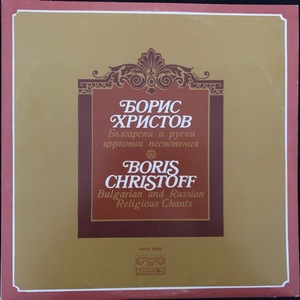 БОРИС
ХРИСТОВ
Български и руски
църковни песнопения
BORIS
CHRISTOFF
Bulgarian and Russian
Religious Chants